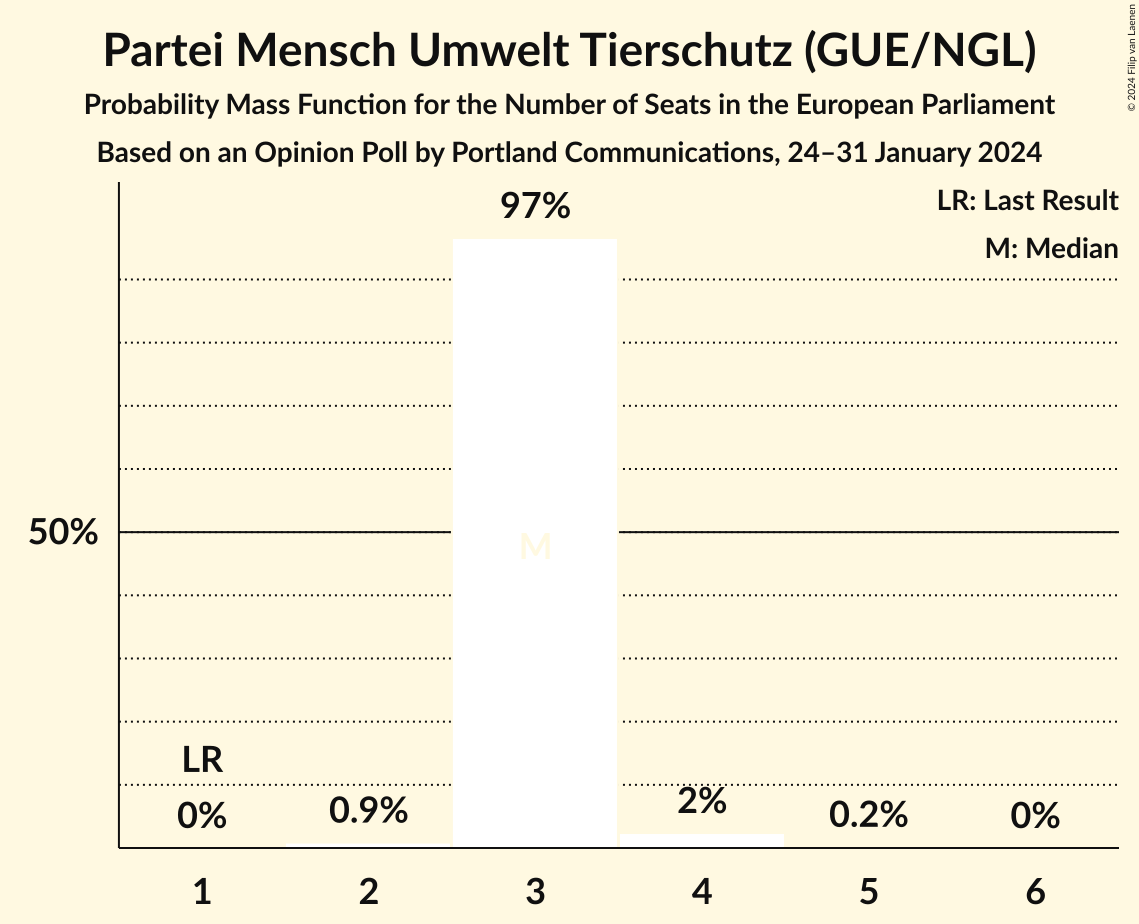 Partei Mensch Umwelt Tierschutz (GUE/NGL)
Probability Mass Function for the Number of Seats in the European Parliament
Based on an Opinion Poll by Portland Communications, 24–31 January 2024
© 2024 Filip van Laenen
LR: Last Result
M: Median
97%
50%
M
LR
0%
0.9%
2%
0.2%
0%
1 2 3 4 5 6